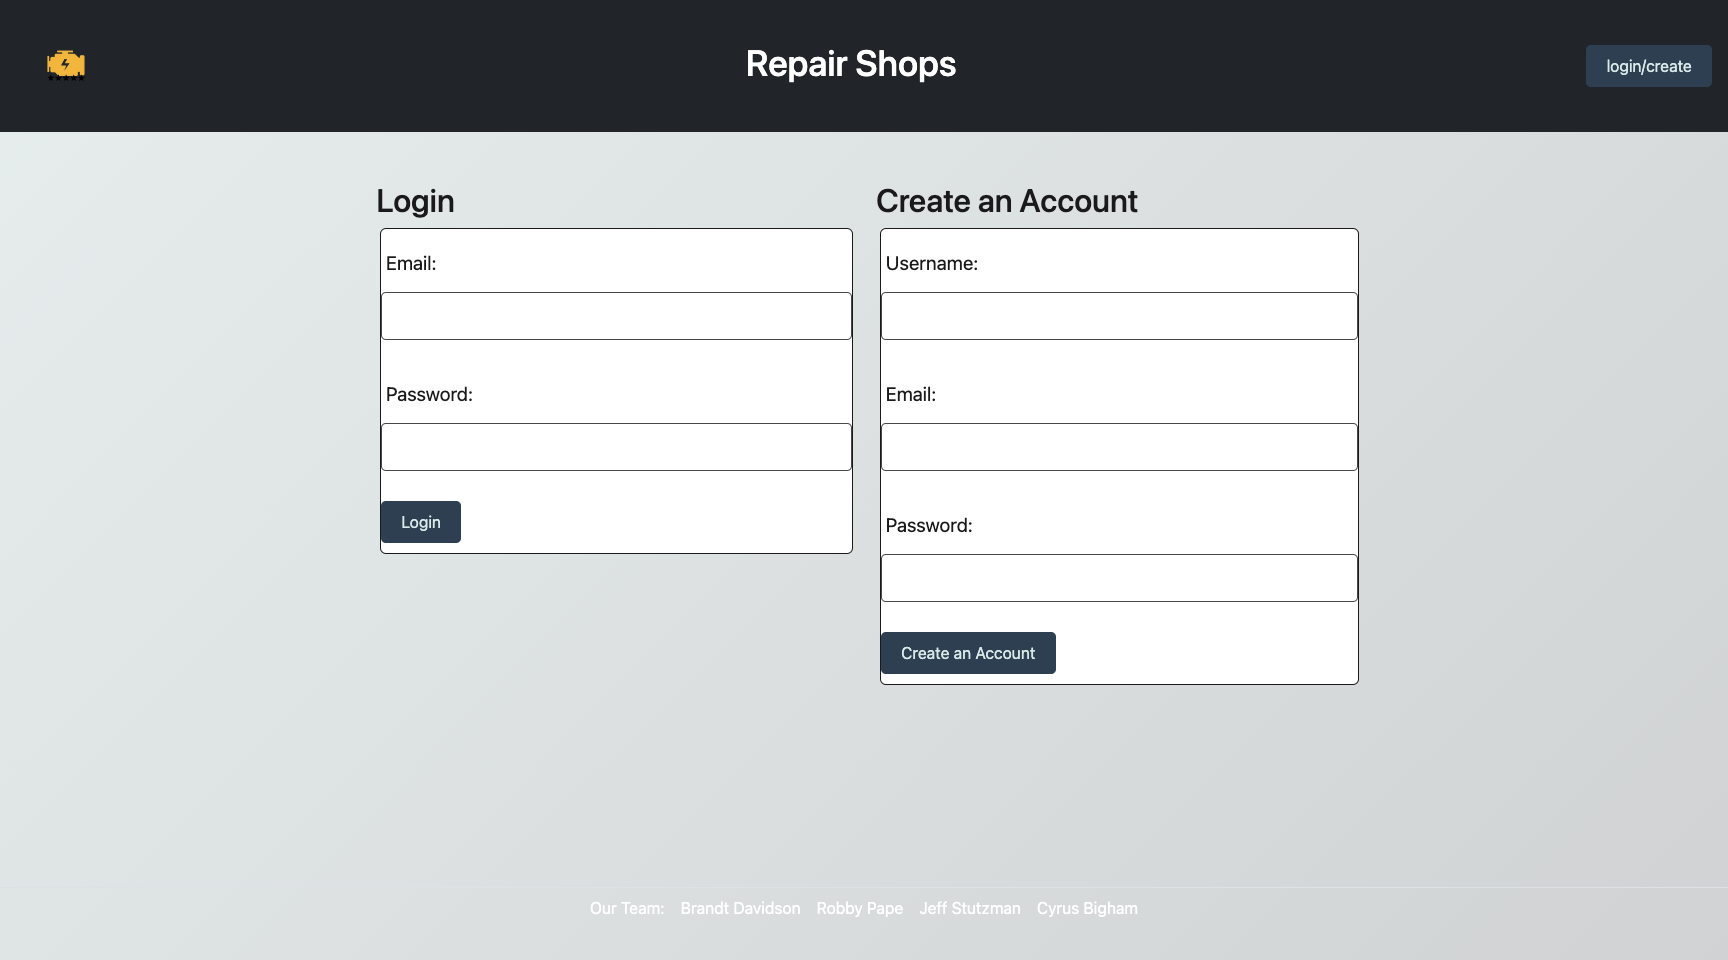 Repair Shops
login/create
Login
Email:
Password:
Login
Create an Account
Username:
Email:
Password:
Create an Account
Our Team: Brandt Davidson Robby Pape Jeff Stutzman Cyrus Bigham